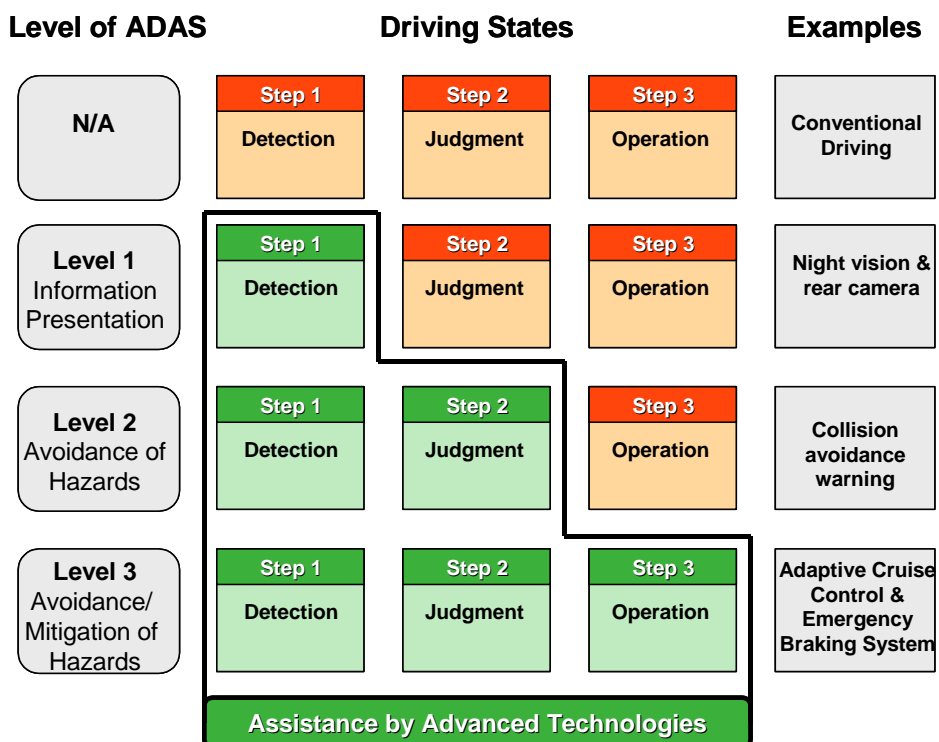 Level of ADAS
Driving States
Examples
N/A
Step 1
Detection
Step 2
Judgment
Step 3
Operation
Conventional
Driving
Level 1
Information
Presentation
Step 1
Detection
Step 2
Judgment
Step 3
Operation
Night vision &
rear camera
Level 2
Avoidance of
Hazards
Step 1
Detection
Step 2
Judgment
Step 3
Operation
Collision
avoidance
warning
Level 3
Avoidance/
Mitigation of
Hazards
Step 1
Detection
Step 2
Judgment
Step 3
Operation
Adaptive Cruise
Control &
Emergency
Braking System
Assistance by Advanced Technologies